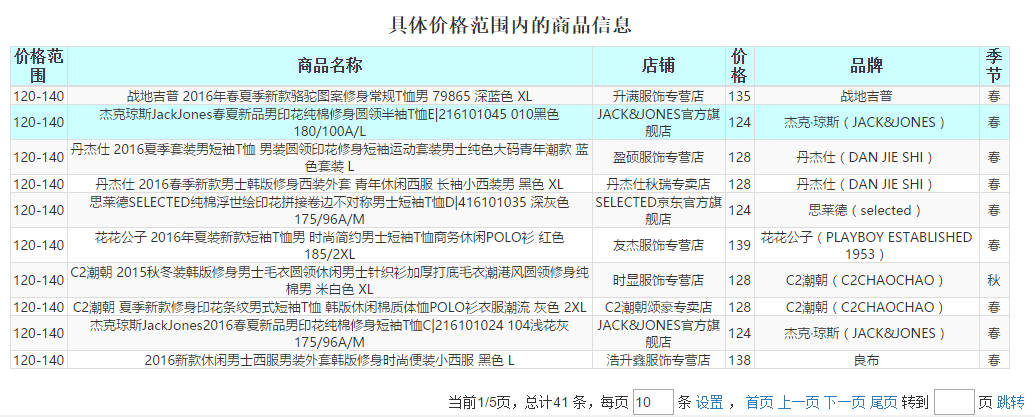 具体价格范围内的商品信息
价格范围 商品名称 店铺 价格 品牌 季节
120-140 战地吉普 2016年春夏季新款骆驼图案修身常规T恤男 79865 深蓝色 XL 升满服饰专营店 135 战地吉普 春
120-140 杰克琼斯JackJones春夏新品男印花纯棉修身圆领半袖T恤E|216101045 010黑色 180/100A/L JACK&JONES官方旗舰店 124 杰克·琼斯（JACK&JONES） 春
120-140 丹杰仕 2016夏季套装男短袖T恤 男装圆领印花修身短袖运动套装男士纯色大码青年潮款 蓝色套装 L 盈硕服饰专营店 128 丹杰仕（DAN JIE SHI） 春
120-140 丹杰仕 2016春季新款男士韩版修身西装外套 青年休闲西服 长袖小西装男 黑色 XL 丹杰仕秋瑞专卖店 128 丹杰仕（DAN JIE SHI） 春
120-140 思莱德SELECTED纯棉浮世绘印花拼接卷边不对称男士短袖T恤D|416101035 深灰色 175/96A/M SELECTED京东官方旗舰店 124 思莱德（selected） 春
120-140 花花公子 2016年夏装新款短袖T恤男 时尚简约男士短袖T恤商务休闲POLO衫 红色 185/2XL 友杰服饰专营店 139 花花公子（PLAYBOY ESTABLISHED 1953） 春
120-140 C2潮朝 2015秋冬装韩版修身男士毛衣圆领休闲男士针织衫加厚打底毛衣潮港风圆领修身纯棉男 米白色 XL 时显服饰专营店 128 C2潮朝（C2CHAOCHAO） 秋
120-140 C2潮朝 夏季新款修身印花条纹男式短袖T恤 韩版休闲棉质体恤POLO衫衣服潮流 灰色 2XL C2潮朝颂豪专卖店 128 C2潮朝（C2CHAOCHAO） 春
120-140 杰克琼斯JackJones2016春夏新品男印花纯棉修身短袖T恤C|216101024 104浅花灰 175/96A/M JACK&JONES官方旗舰店 124 杰克·琼斯（JACK&JONES） 春
120-140 2016新款休闲男士西服男装外套韩版修身时尚便装小西服 黑色 L 浩升鑫服饰专营店 138 良布 春
当前1/5页，总计41 条，每页 10 条 设置 ， 首页 上一页 下一页 尾页 转到 页 跳转